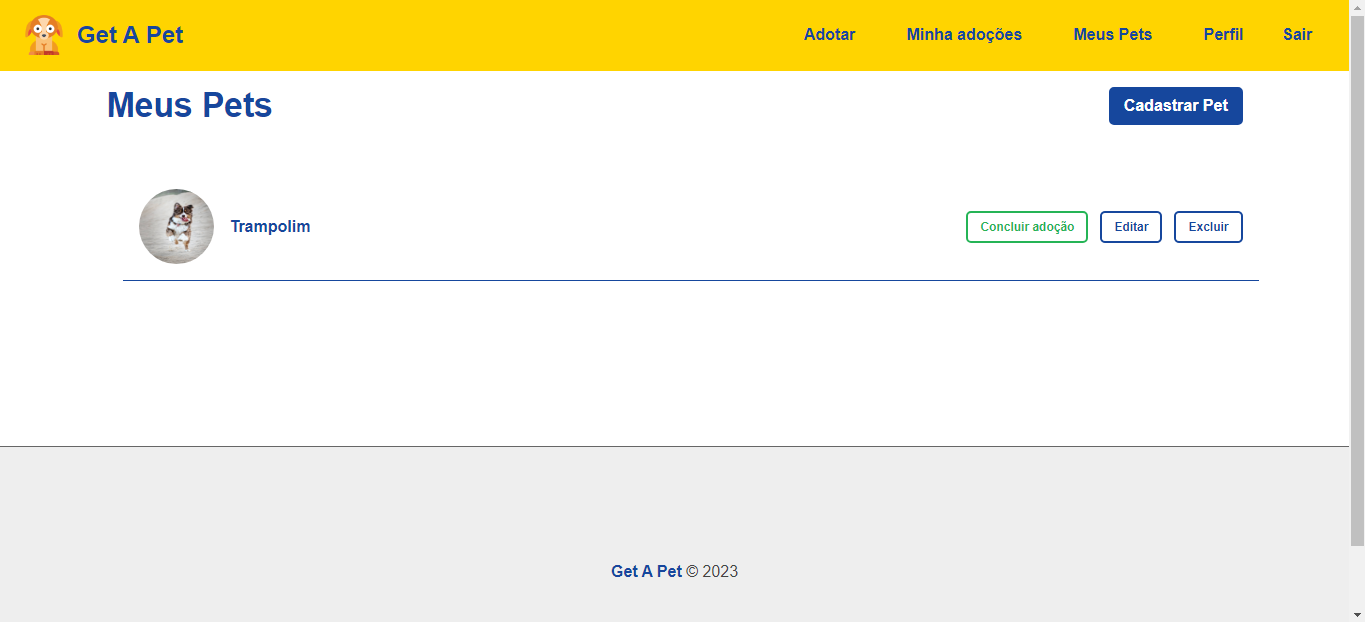 Get A Pet
Adotar Minha adoções Meus Pets Perfil Sair
Meus Pets
Cadastrar Pet
Trampolim
Concluir adoção Editar Excluir
Get A Pet © 2023